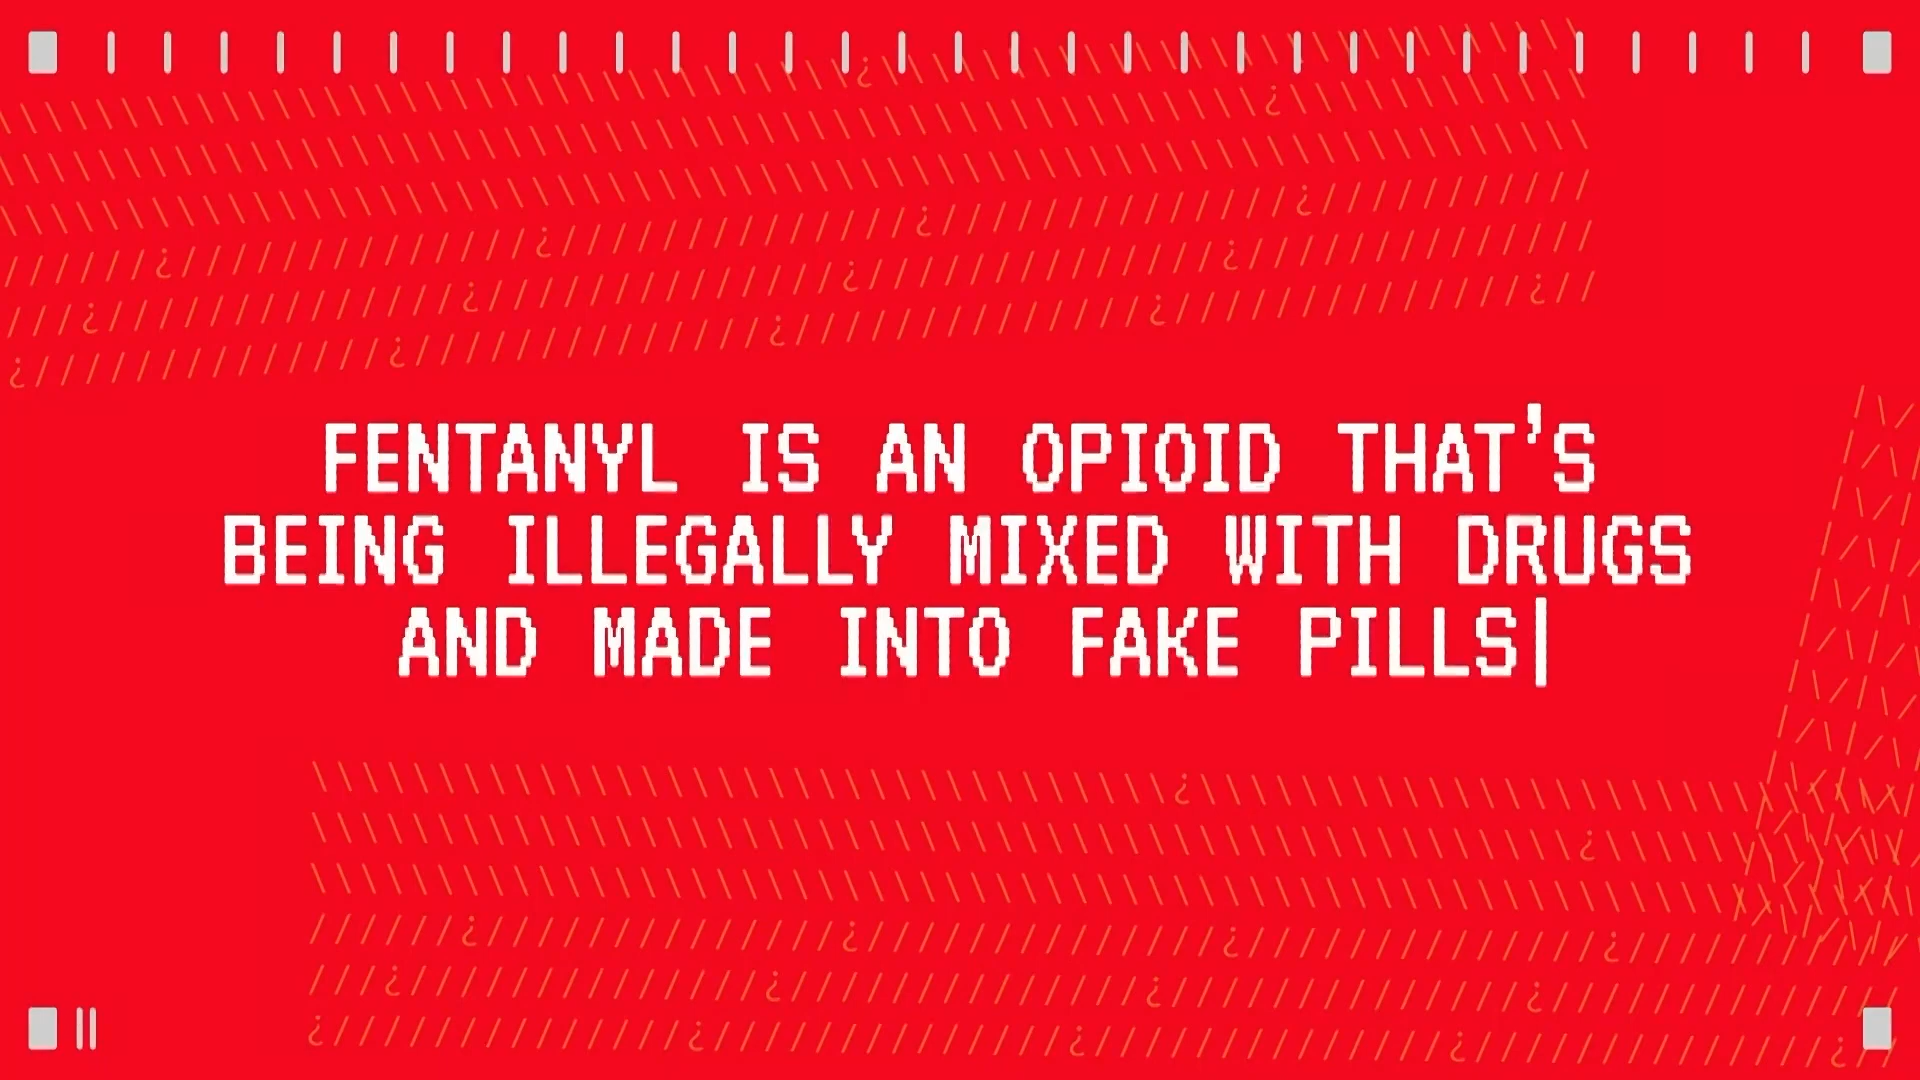 FENTANYL IS AN OPIOID THAT'S
BEING ILLEGALLY MIXED WITH DRUGS
AND MADE INTO FAKE PILLS|